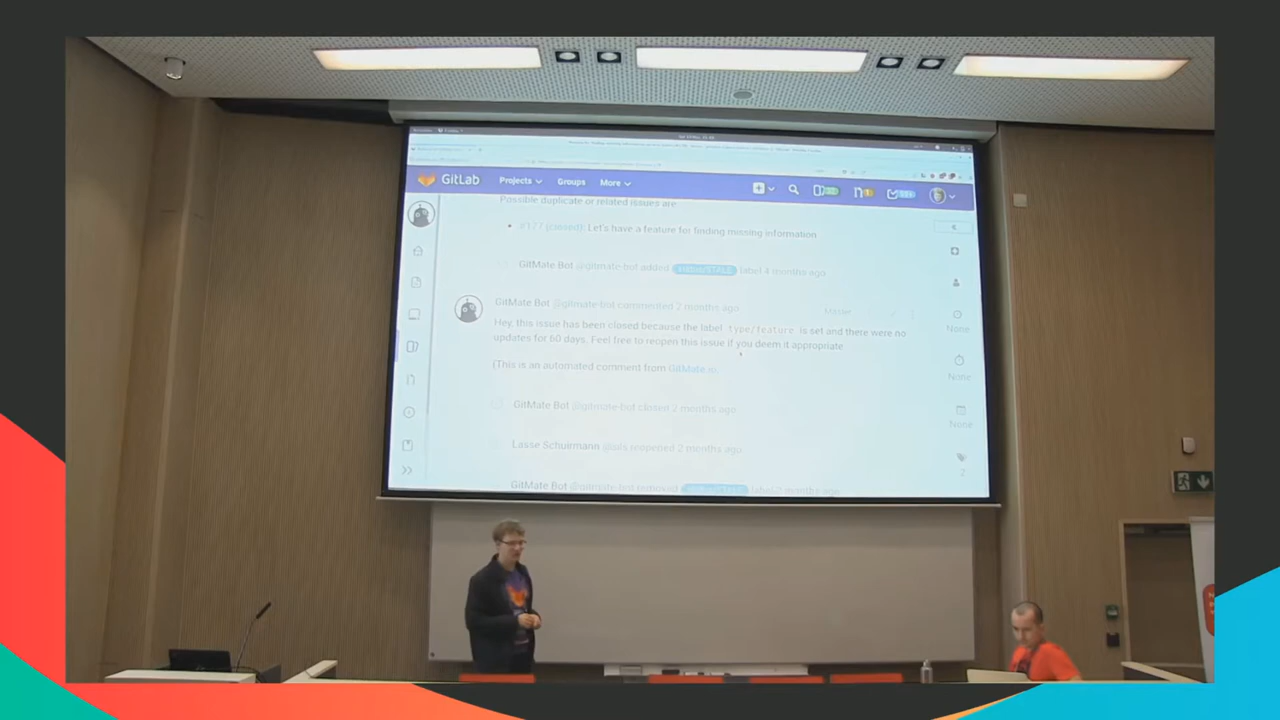 GitLab Projects Groups More
Possible duplicate or related issues are
#177 (closed): Let's have a feature for finding missing information
GitMate Bot @gitmate-bot added status/STALE label 4 months ago
GitMate Bot @gitmate-bot commented 2 months ago
Hey, this issue has been closed because the label type/feature is set and there were no
updates for 60 days. Feel free to reopen this issue if you deem it appropriate.
(This is an automated comment from GitMate.io.
GitMate Bot @gitmate-bot closed 2 months ago
Lasse Schuirmann @sils reopened 2 months ago
GitMate Bot @gitmate-bot removed status/STALE label 2 months ago
None
None
None
2